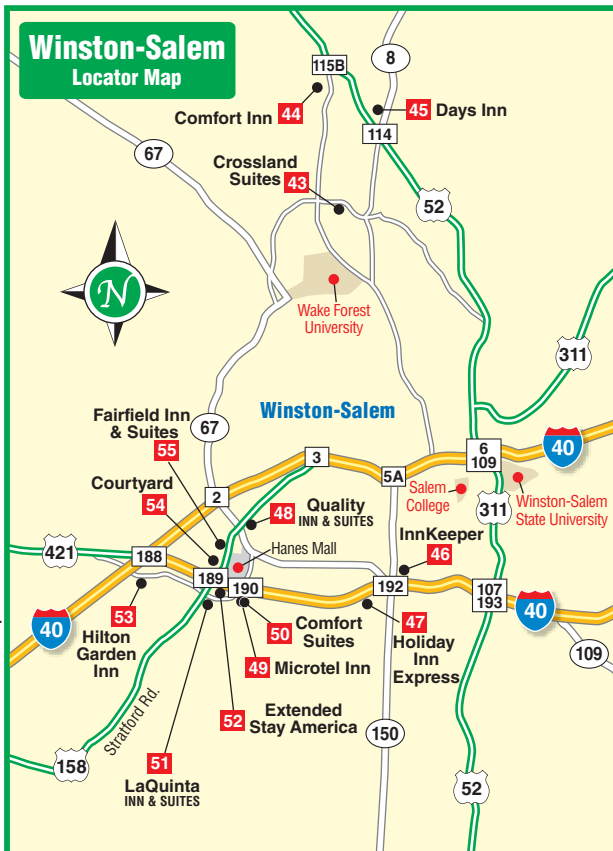 Winston-Salem
Locator Map
115B
8
Comfort Inn 44
45 Days Inn
114
67
Crossland
Suites 43
52
N
Wake Forest
University
311
Fairfield Inn
& Suites
55
67
Winston-Salem
3
6
109
40
5A
Courtyard
54
2
48 Quality
INN & SUITES
Salem
College
311
Winston-Salem
State University
InnKeeper
46
Hanes Mall
421
188
189
190
192
107
193
53
Hilton
Garden
Inn
40
50 Comfort
Suites
49 Microtel Inn
47
Holiday
Inn
Express
40
109
52 Extended
Stay America
Stratford Rd.
150
158
51
LaQuinta
INN & SUITES
52